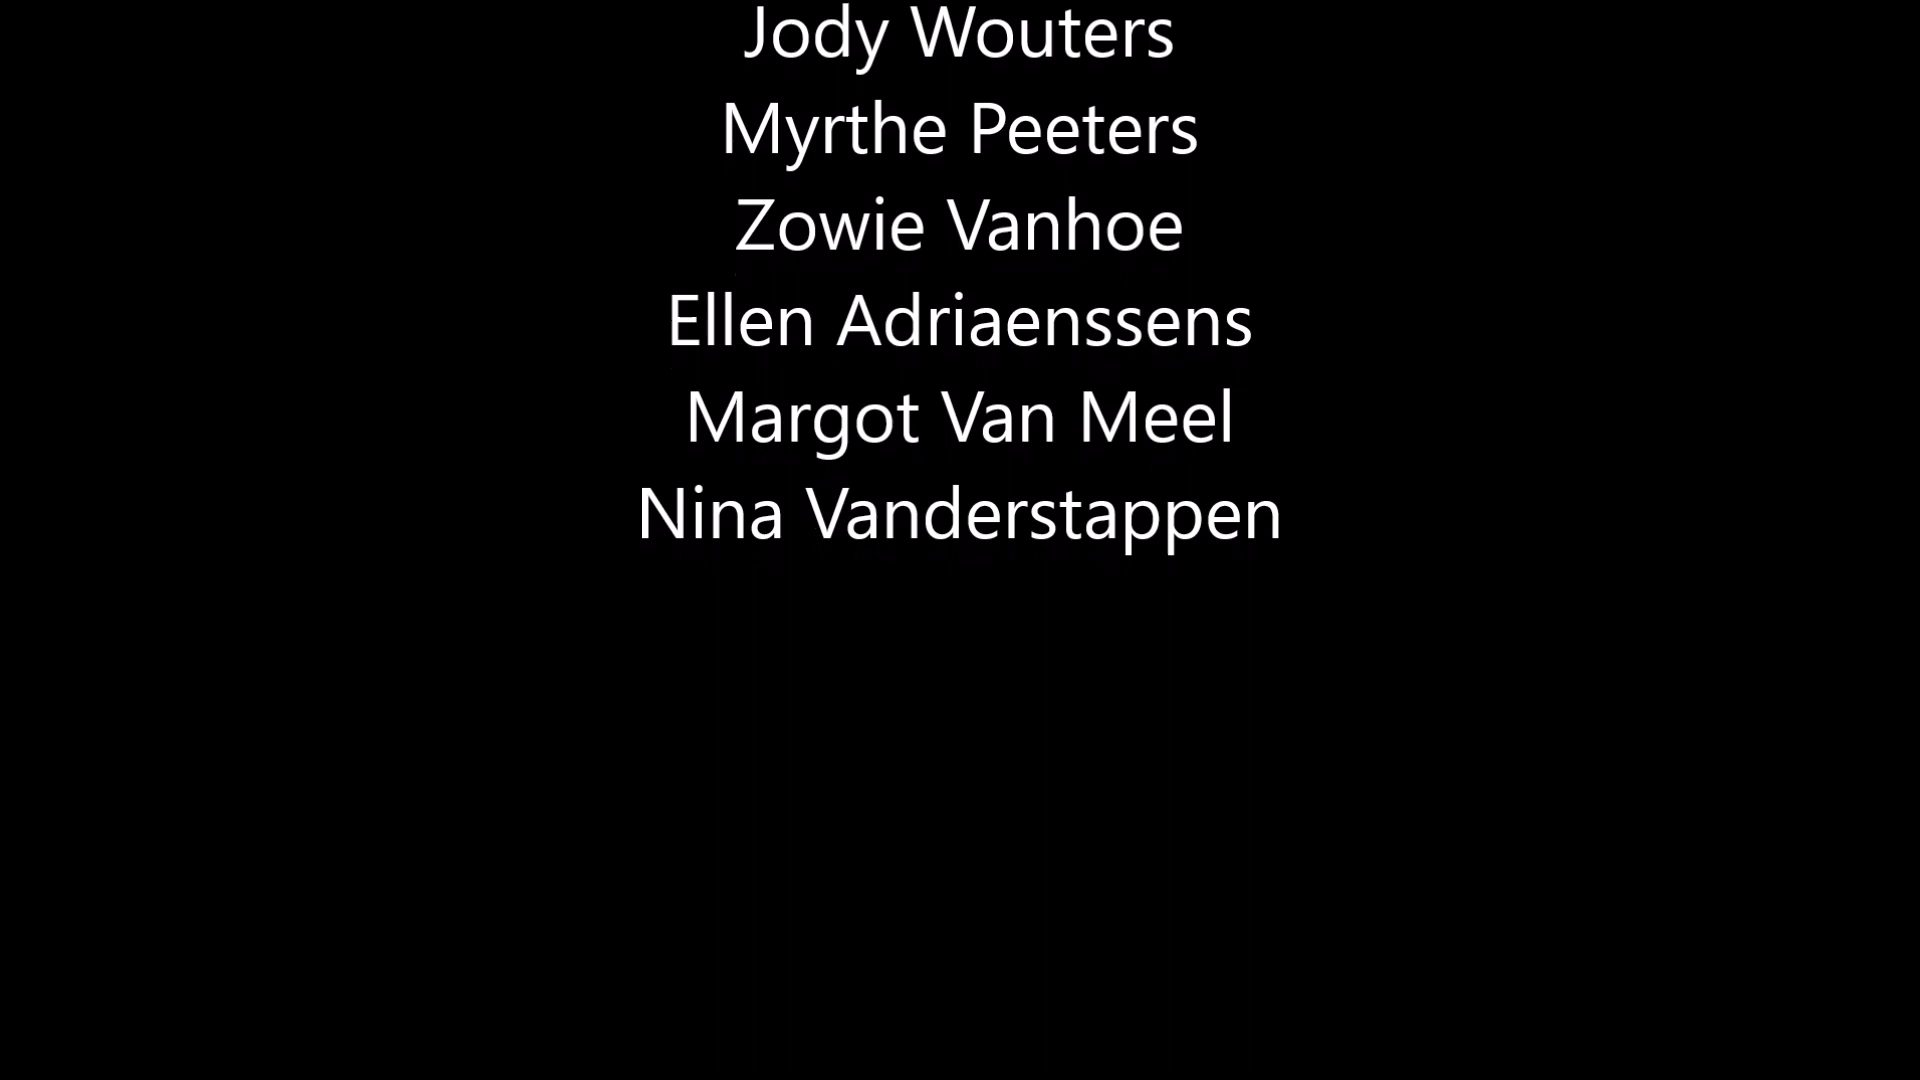 Jody Wouters
Myrthe Peeters
Zowie Vanhoe
Ellen Adriaenssens
Margot Van Meel
Nina Vanderstappen